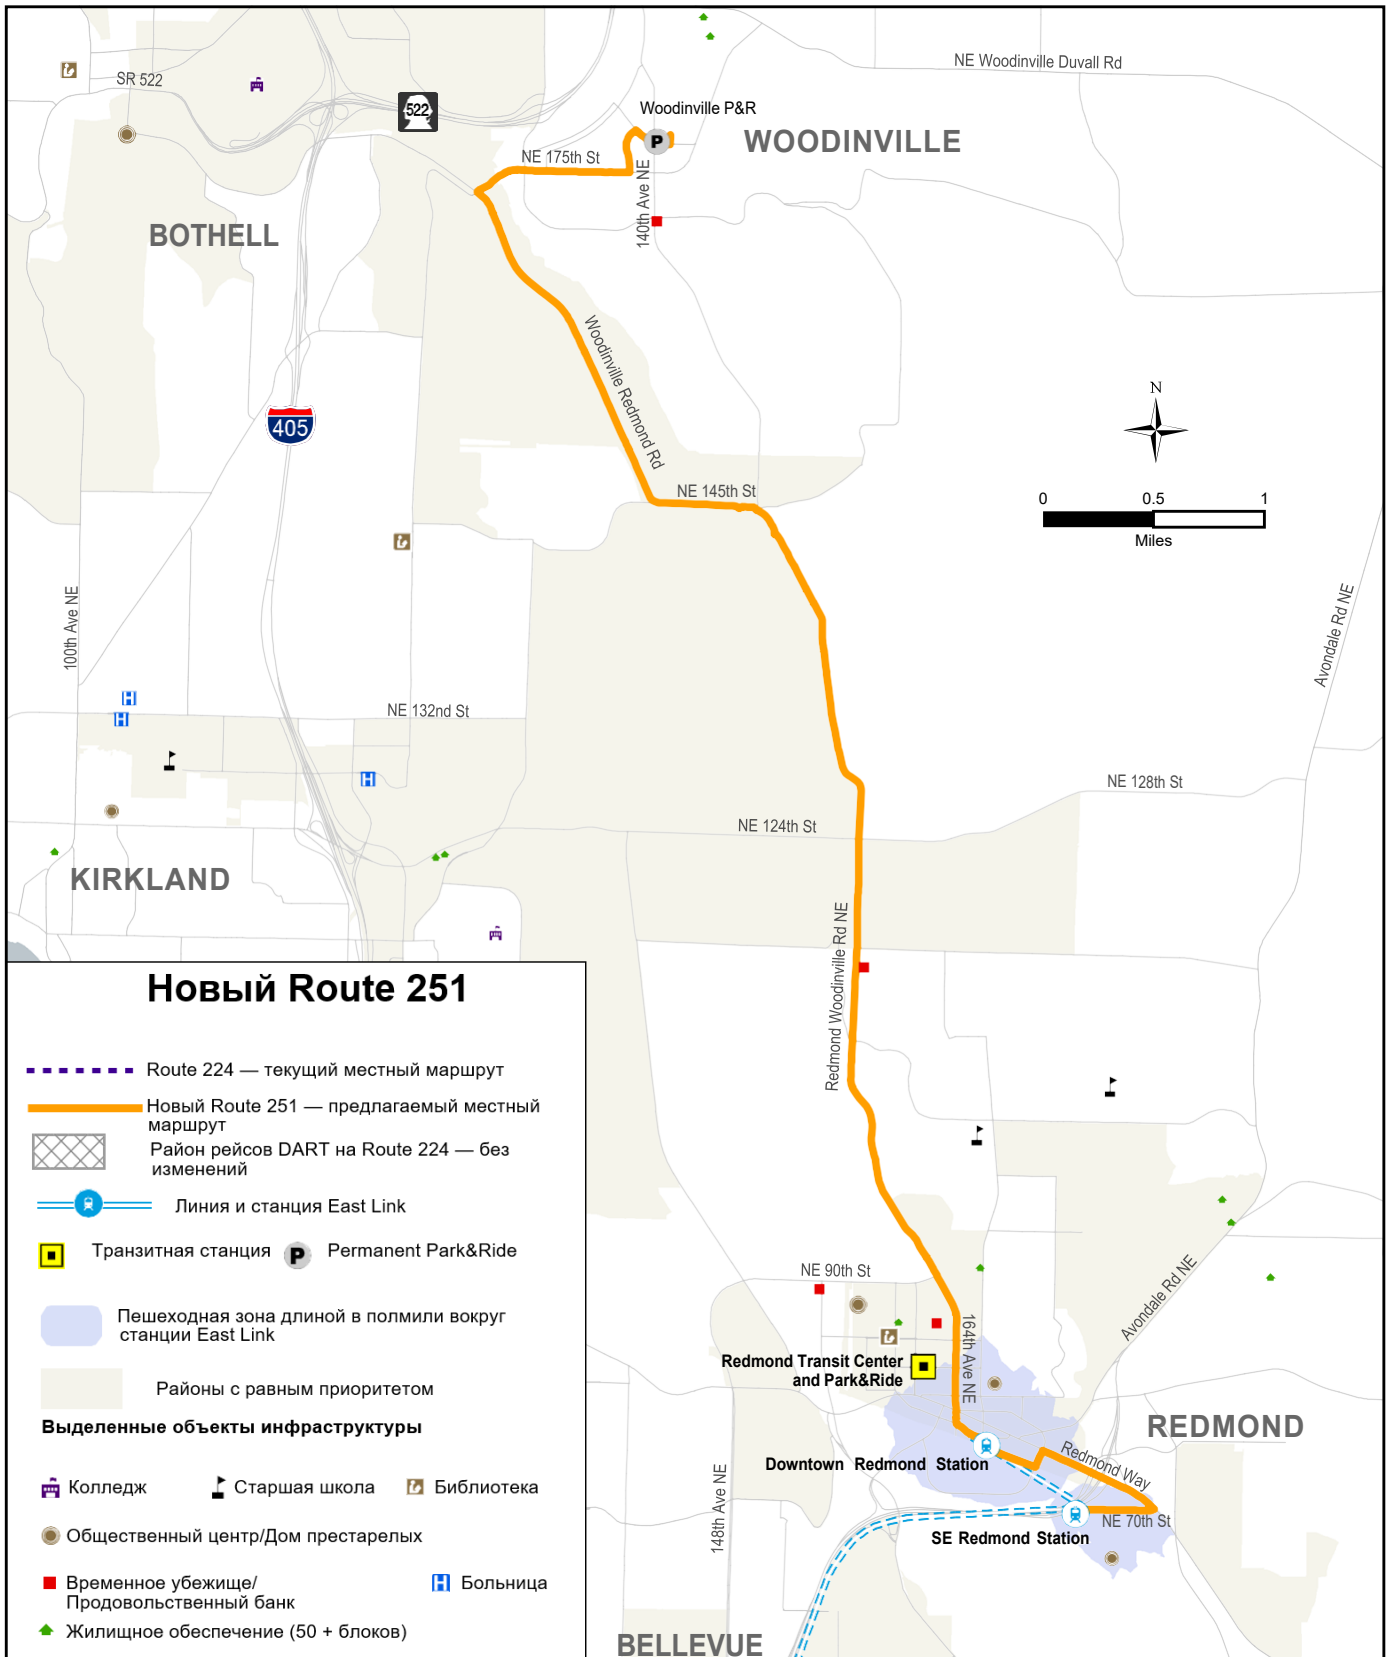 NE Woodinville Duvall Rd
SR 522
522
Woodinville P&R
P
WOODINVILLE
NE 175th St
140th Ave NE
BOTHELL
Woodinville Redmond Rd
N
405
NE 145th St
0 0.5 1
Miles
100th Ave NE
Avondale Rd NE
H
H
NE 132nd St
H
NE 128th St
NE 124th St
KIRKLAND
Redmond Woodinville Rd NE
Новый Route 251
Route 224 — текущий местный маршрут
Новый Route 251 — предлагаемый местный
маршрут
Район рейсов DART на Route 224 — без
изменений
Линия и станция East Link
Транзитная станция
P
Permanent Park&Ride
Пешеходная зона длиной в полмили вокруг
станции East Link
Районы с равным приоритетом
Выделенные объекты инфраструктуры
Колледж
Старшая школа
Библиотека
Общественный центр/Дом престарелых
Временное убежище/
Продовольственный банк
H
Больница
Жилищное обеспечение (50 + блоков)
NE 90th St
Avondale Rd NE
164th Ave NE
Redmond Transit Center
and Park&Ride
REDMOND
Downtown Redmond Station
Redmond Way
148th Ave NE
NE 70th St
SE Redmond Station
BELLEVUE